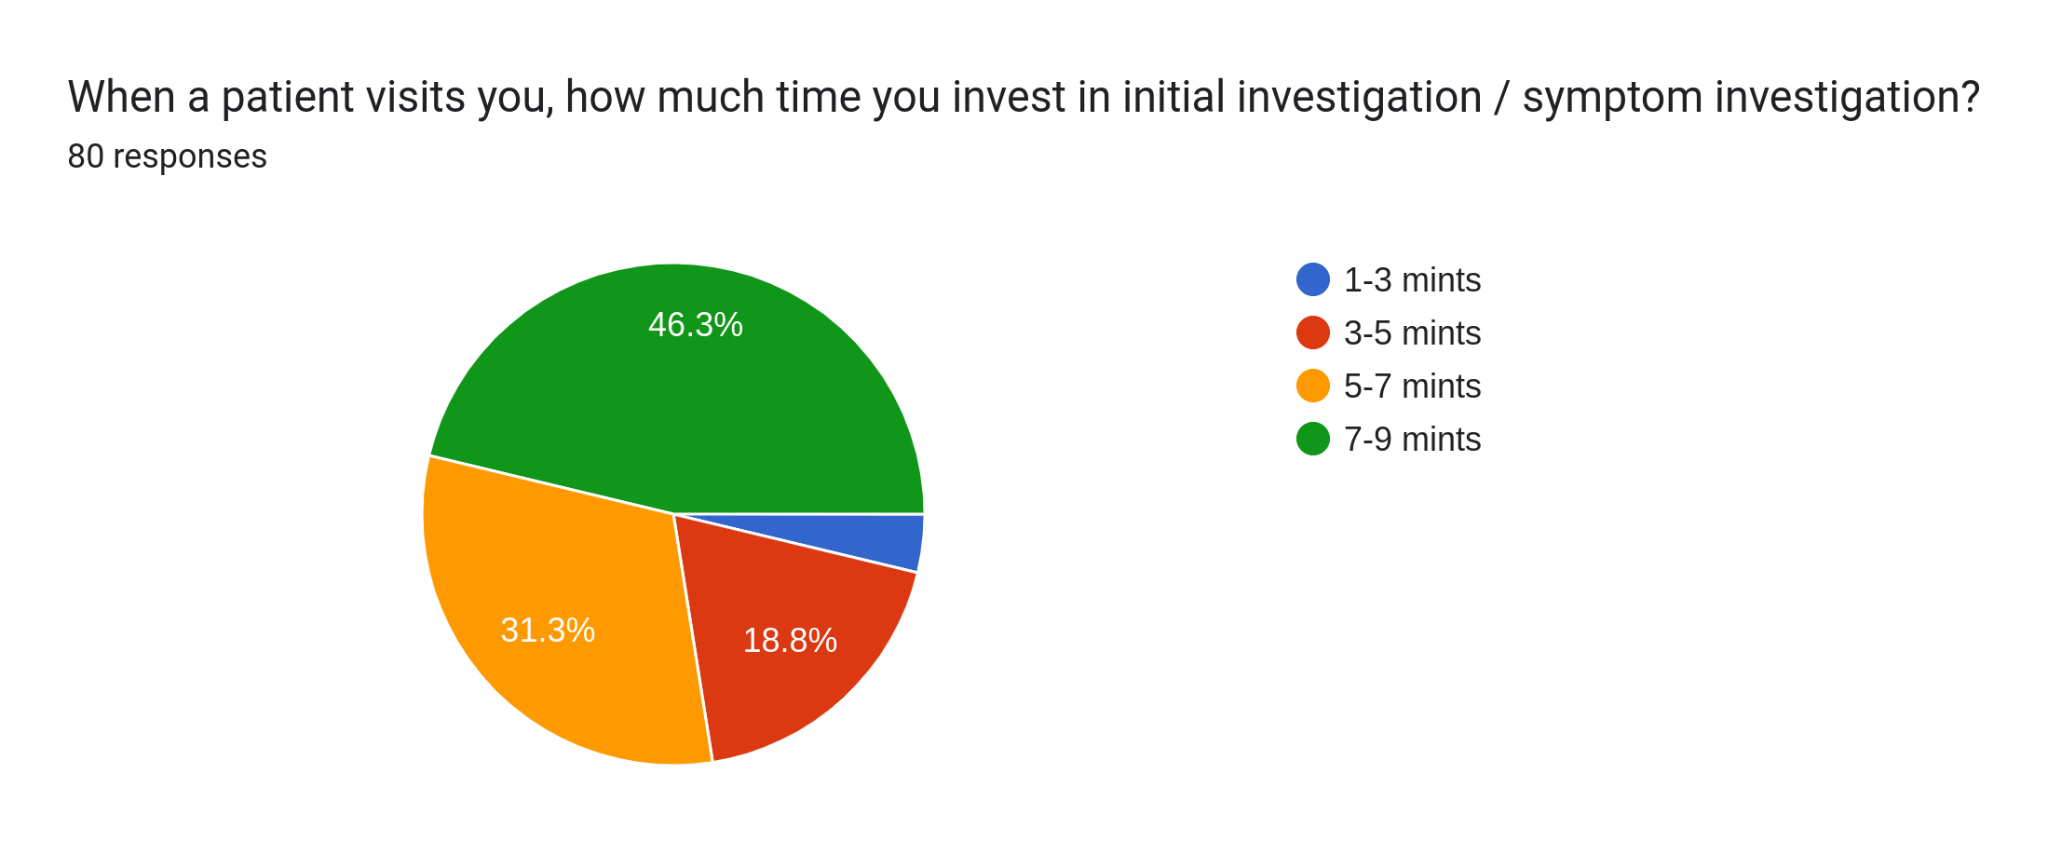 When a patient visits you, how much time you invest in initial investigation / symptom investigation?
80 responses
46.3%
31.3%
18.8%
1-3 mints
3-5 mints
5-7 mints
7-9 mints